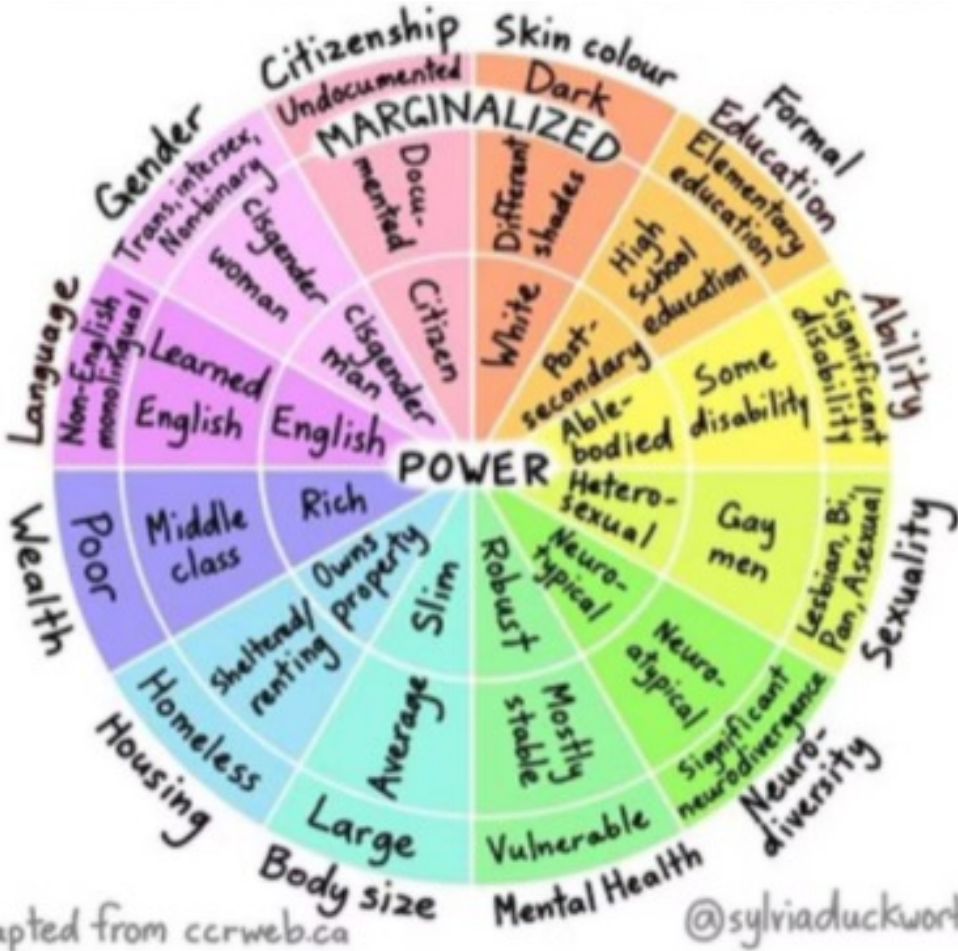 Citizenship
Undocumented
Docu-
mented
Citizen
Skin colour
Dark
Different
shades
White
Formal
Education
Elementary
education
High
School
education
Post-
secondary
Ability
Significant
disability
Some
disability
Able-
bodied
Sexuality
Lesbian, Bi,
Pan, Asexual
Gay
men
Hetero-
sexual
Neuro-
diversity
Significant
neurodivergence
Neuro-
atypical
Neuro-
typical
Mental Health
Vulnerable
Mostly
stable
Robust
Body size
Large
Average
Slim
Housing
Homeless
Sheltered/
renting
Owns
property
Wealth
Poor
Middle
class
Rich
Language
Non-English
monolingual
Learned
English
English
Gender
Trans, intersex,
Non-binary
cisgender
woman
cisgender
man
MARGINALIZED
POWER
apted from ccrweb.ca
@sylviaduckwort